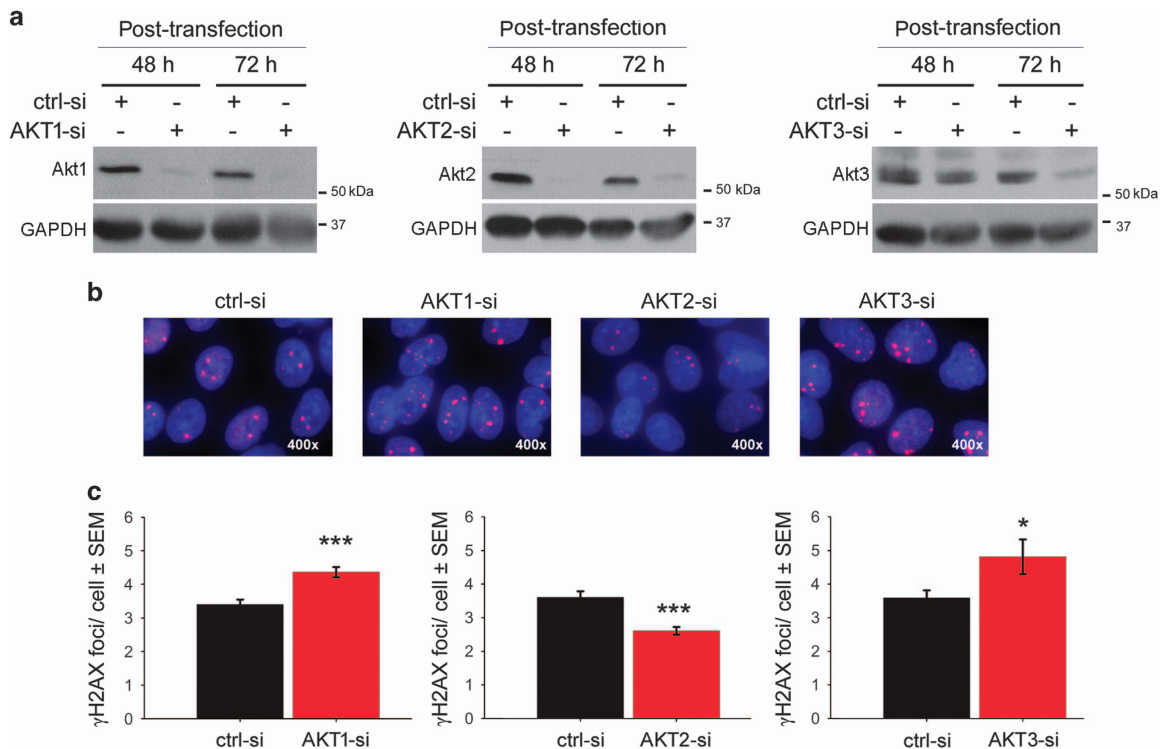 a
Post-transfection
48 h 72 h
ctrl-si + - + -
AKT1-si - + - +
Akt1
50 kDa
GAPDH
37
Post-transfection
48 h 72 h
ctrl-si + - + -
AKT2-si - + - +
Akt2
50 kDa
GAPDH
37
Post-transfection
48 h 72 h
ctrl-si + - + -
AKT3-si - + - +
Akt3
50 kDa
GAPDH
37
b
ctrl-si AKT1-si AKT2-si AKT3-si
400x 400x 400x 400x
c
γH2AX foci/ cell ± SEM
6
5
4
3
2
1
0
***
ctrl-si AKT1-si
γH2AX foci/ cell ± SEM
6
5
4
3
2
1
0
***
ctrl-si AKT2-si
γH2AX foci/ cell ± SEM
6
5
4
3
2
1
0
*
ctrl-si AKT3-si